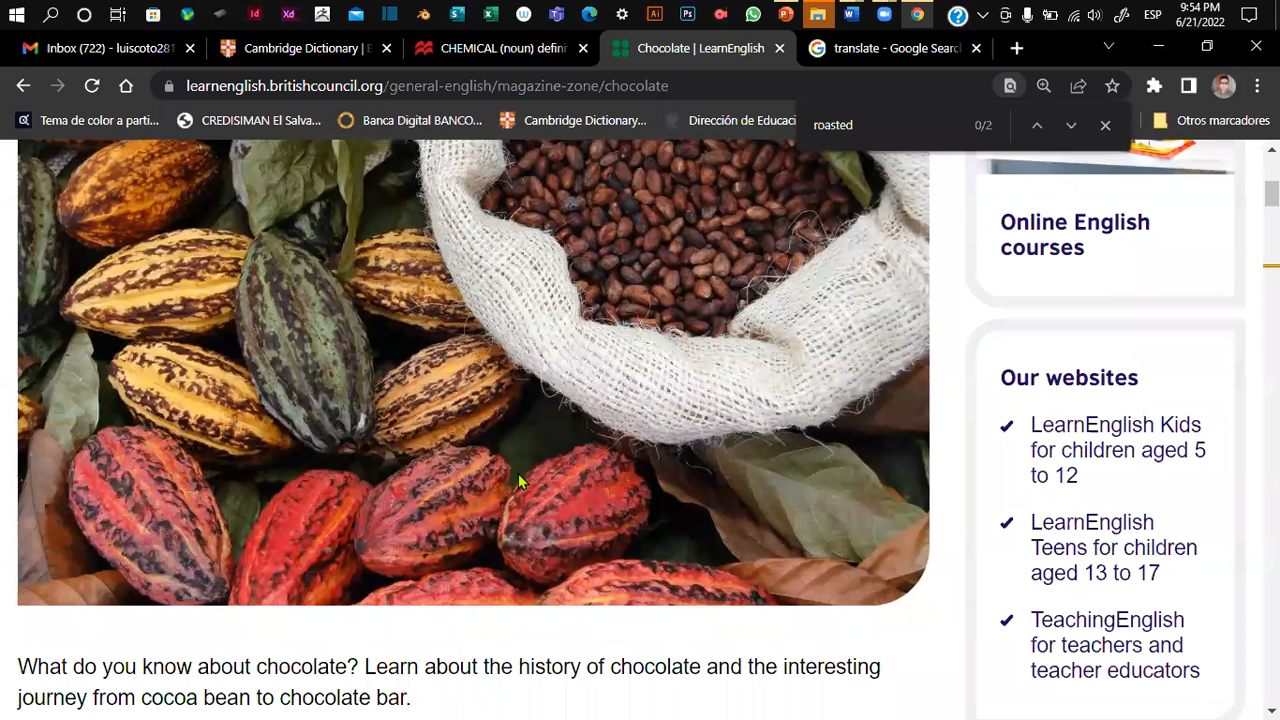 ESP
9:54 PM
6/21/2022
Inbox (722) - luiscoto281
Cambridge Dictionary | E
CHEMICAL (noun) defini
Chocolate | LearnEnglish
translate - Google Searc
learnenglish.britishcouncil.org/general-english/magazine-zone/chocolate
Tema de color a parti...
CREDISIMAN El Salva...
Banca Digital BANCO...
Cambridge Dictionary...
Dirección de Educaci
roasted
0/2
Otros marcadores
Online English
courses
Our websites
LearnEnglish Kids
for children aged 5
to 12
LearnEnglish
Teens for children
aged 13 to 17
TeachingEnglish
for teachers and
teacher educators
What do you know about chocolate? Learn about the history of chocolate and the interesting
journey from cocoa bean to chocolate bar.